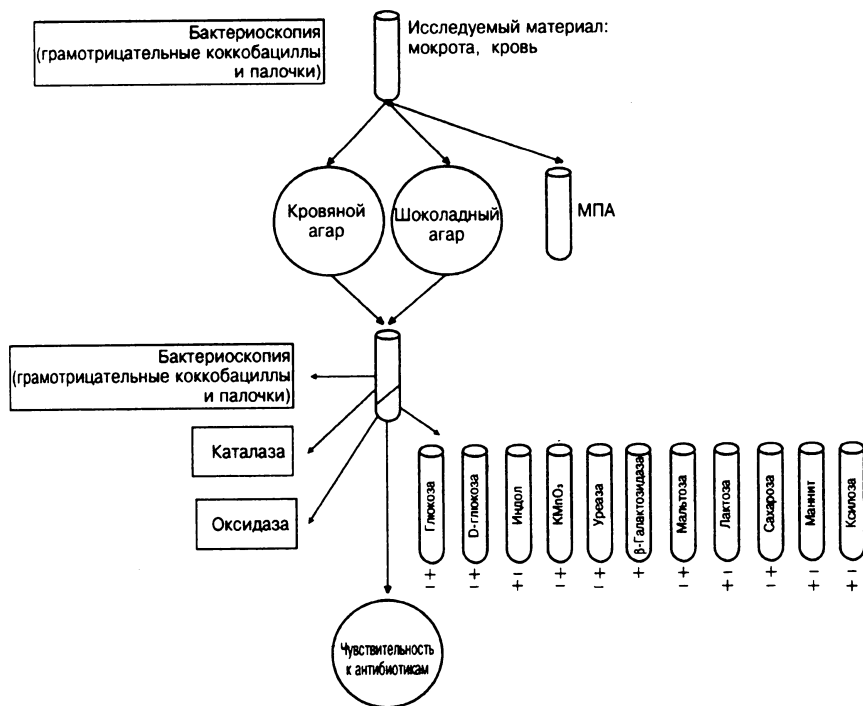 Бактериоскопия
(грамотрицательные коккобациллы
и палочки)
Исследуемый материал:
мокрота, кровь
Кровяной
агар
Шоколадный
агар
МПА
Бактериоскопия
(грамотрицательные коккобациллы
и палочки)
Каталаза
Оксидаза
Глюкоза
D-глюкоза
Индол
KMnO₃
Уреаза
β-Галактозидаза
Мальтоза
Лактоза
Сахароза
Маннит
Ксилоза
+ −
+ −
− +
+ −
+ −
+
+ −
− +
+ −
− +
− +
Чувствительность
к антибиотикам